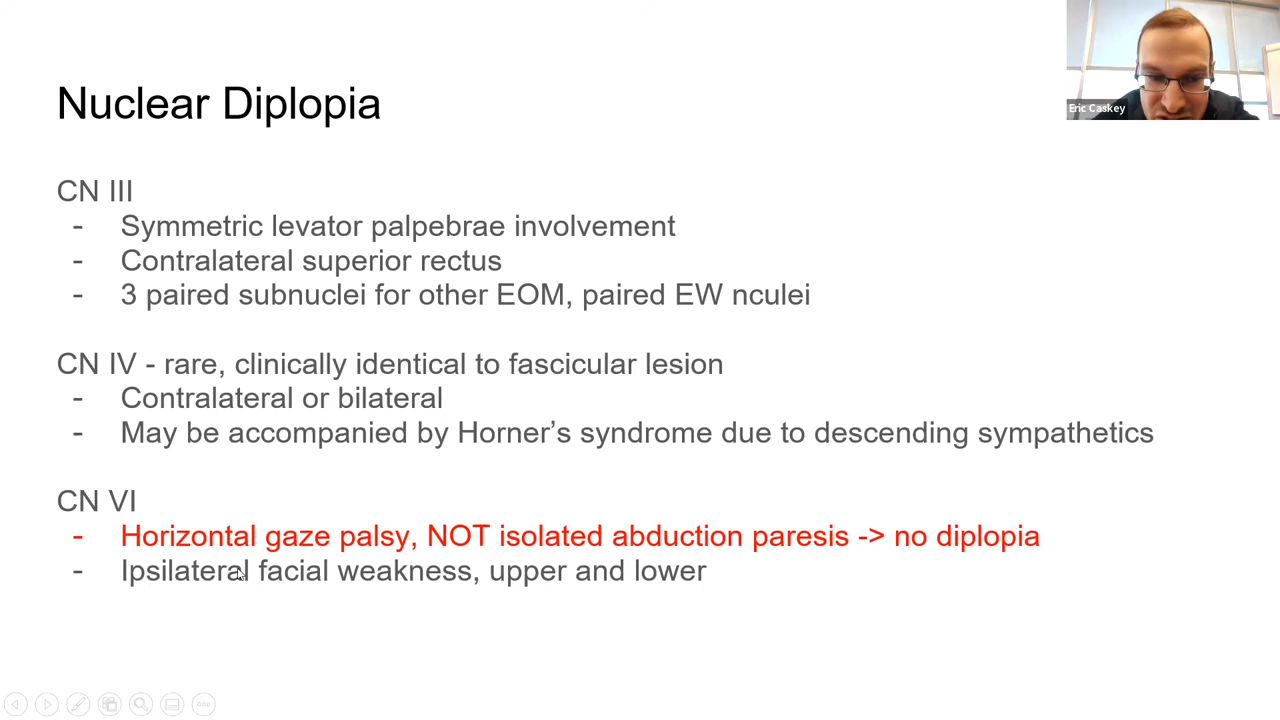 Eric Caskey
Nuclear Diplopia
CN III
- Symmetric levator palpebrae involvement
- Contralateral superior rectus
- 3 paired subnuclei for other EOM, paired EW nculei
CN IV - rare, clinically identical to fascicular lesion
- Contralateral or bilateral
- May be accompanied by Horner’s syndrome due to descending sympathetics
CN VI
- Horizontal gaze palsy, NOT isolated abduction paresis -> no diplopia
- Ipsilateral facial weakness, upper and lower